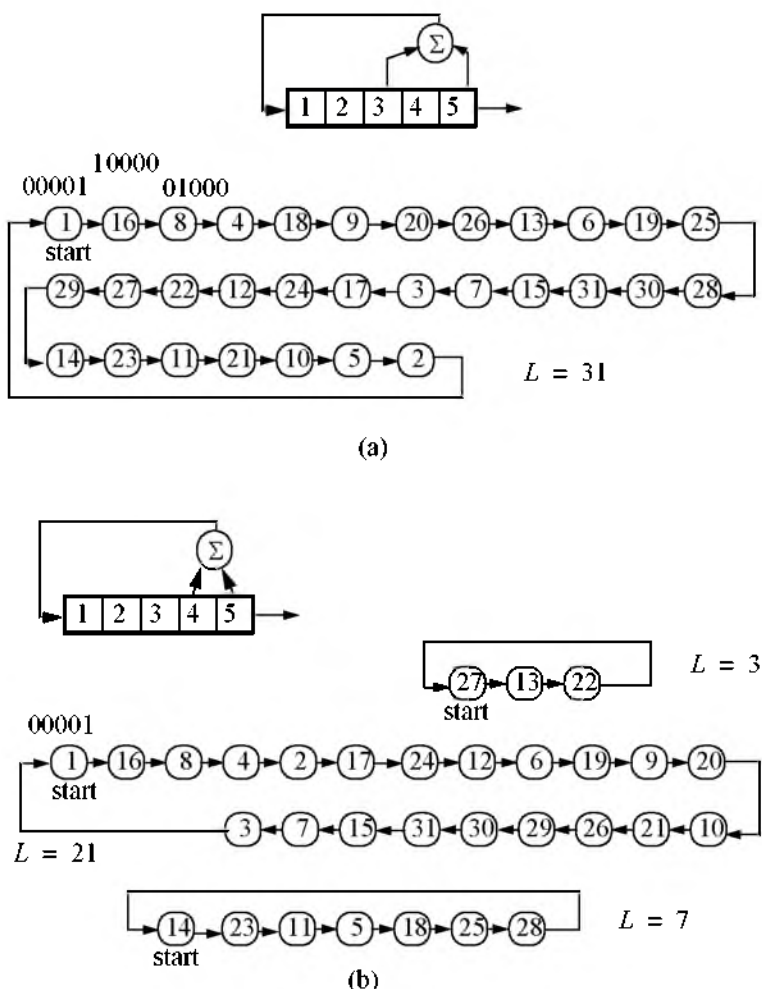 Σ
1 2 3 4 5
10000
00001 01000
1 16 8 4 18 9 20 26 13 6 19 25
start
29 27 22 12 24 17 3 7 15 31 30 28
14 23 11 21 10 5 2
L = 31
(a)
Σ
1 2 3 4 5
27 13 22 L = 3
start
00001
1 16 8 4 2 17 24 12 6 19 9 20
start
3 7 15 31 30 29 26 21 10
L = 21
14 23 11 5 18 25 28 L = 7
start
(b)